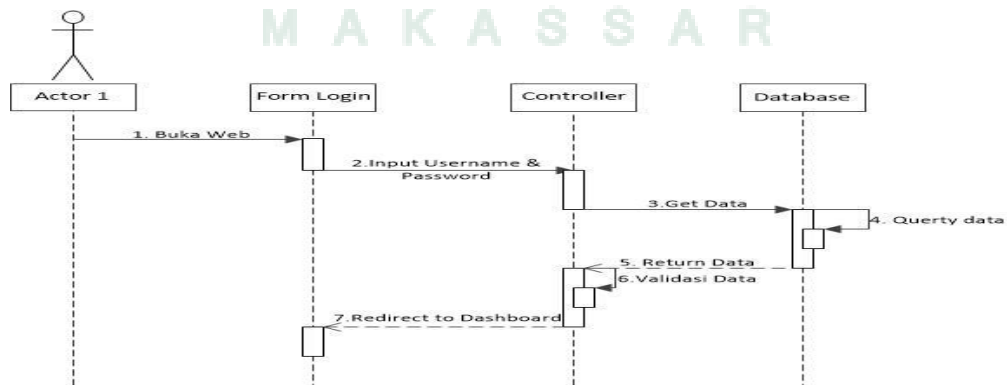 MAKASSAR
Actor 1
Form Login
Controller
Database
1. Buka Web
2.Input Username &
Password
3.Get Data
4. Querty data
5. Return Data
6.Validasi Data
7.Redirect to Dashboard